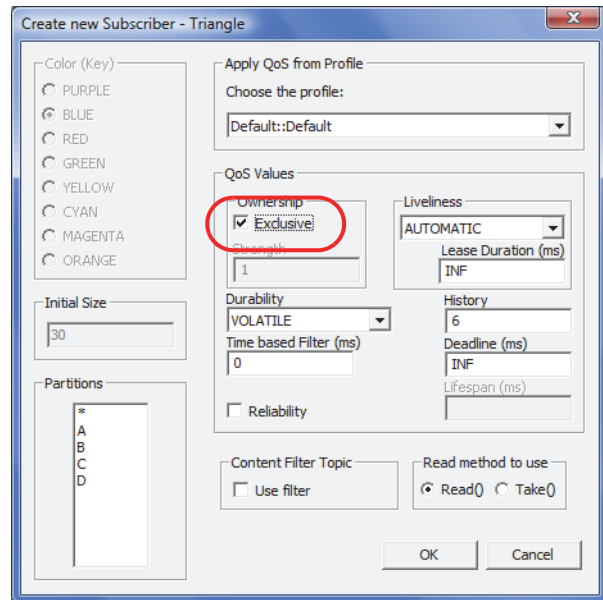 Create new Subscriber - Triangle
Color (Key)
PURPLE
BLUE
RED
GREEN
YELLOW
CYAN
MAGENTA
ORANGE
Initial Size
30
Partitions
*
A
B
C
D
Apply QoS from Profile
Choose the profile:
Default::Default
QoS Values
Ownership
Exclusive
Strength
1
Liveliness
AUTOMATIC
Lease Duration (ms)
INF
Durability
VOLATILE
Time based Filter (ms)
0
Reliability
History
6
Deadline (ms)
INF
Lifespan (ms)
Content Filter Topic
Use filter
Read method to use
Read() Take()
OK Cancel